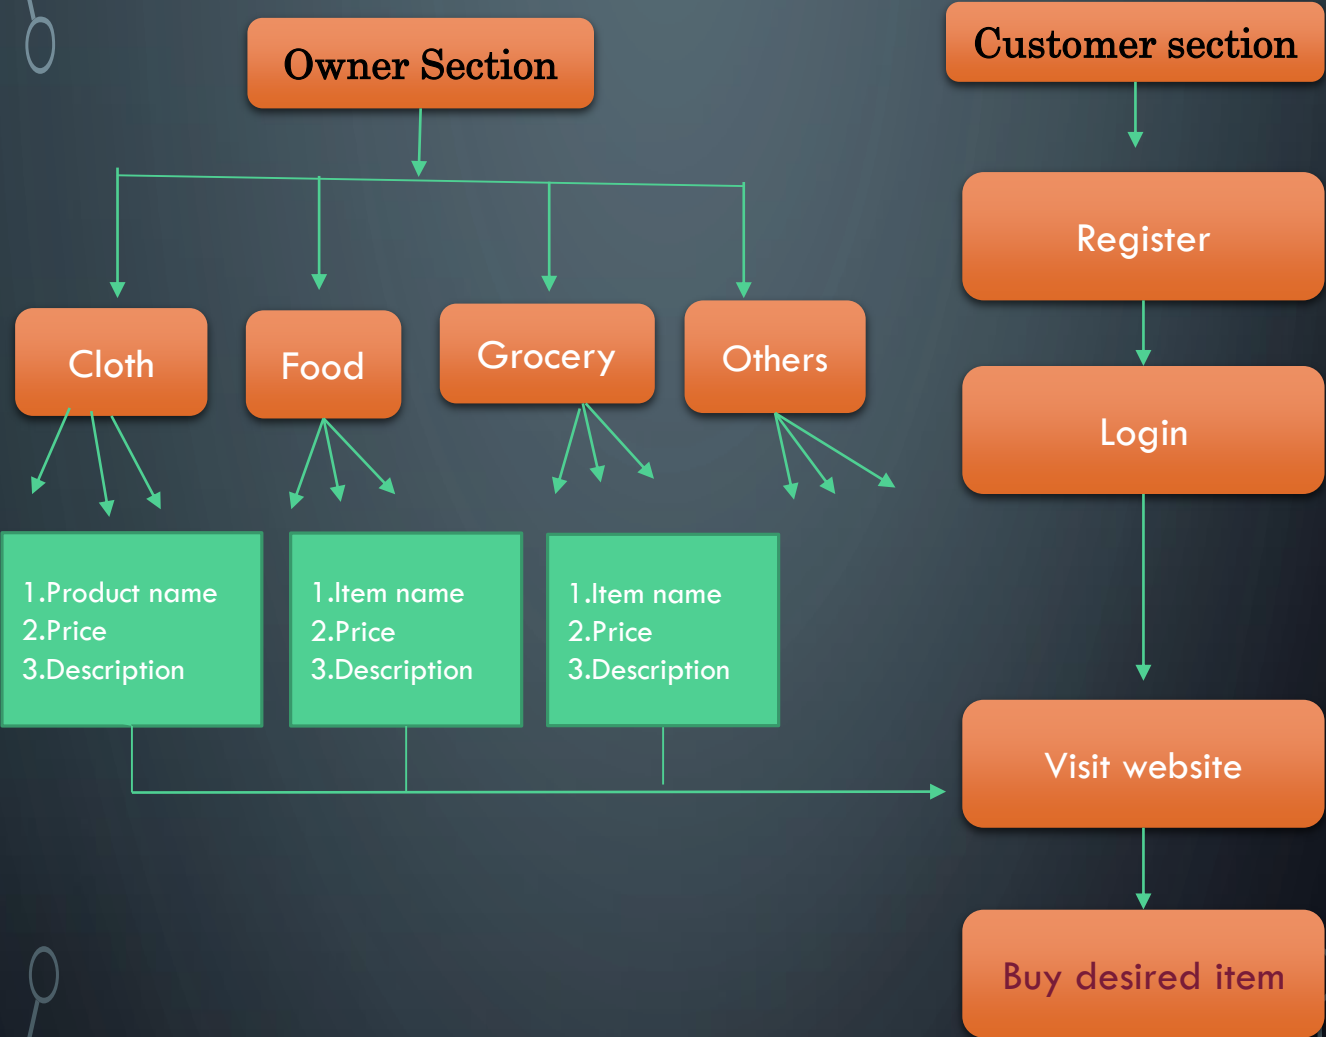 Owner Section
Customer section
Register
Cloth
Food
Grocery
Others
Login
1.Product name
2.Price
3.Description
1.Item name
2.Price
3.Description
1.Item name
2.Price
3.Description
Visit website
Buy desired item